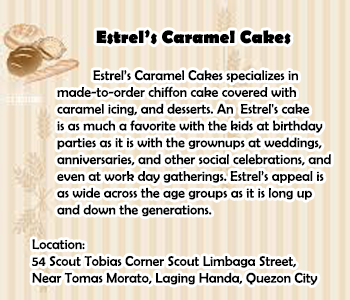 Estrel's Caramel Cakes
Estrel's Caramel Cakes specializes in
made-to-order chiffon cake covered with
caramel icing, and desserts. An Estrel's cake
is as much a favorite with the kids at birthday
parties as it is with the grownups at weddings,
anniversaries, and other social celebrations, and
even at work day gatherings. Estrel's appeal is
as wide across the age groups as it is long up
and down the generations.
Location:
54 Scout Tobias Corner Scout Limbaga Street,
Near Tomas Morato, Laging Handa, Quezon City